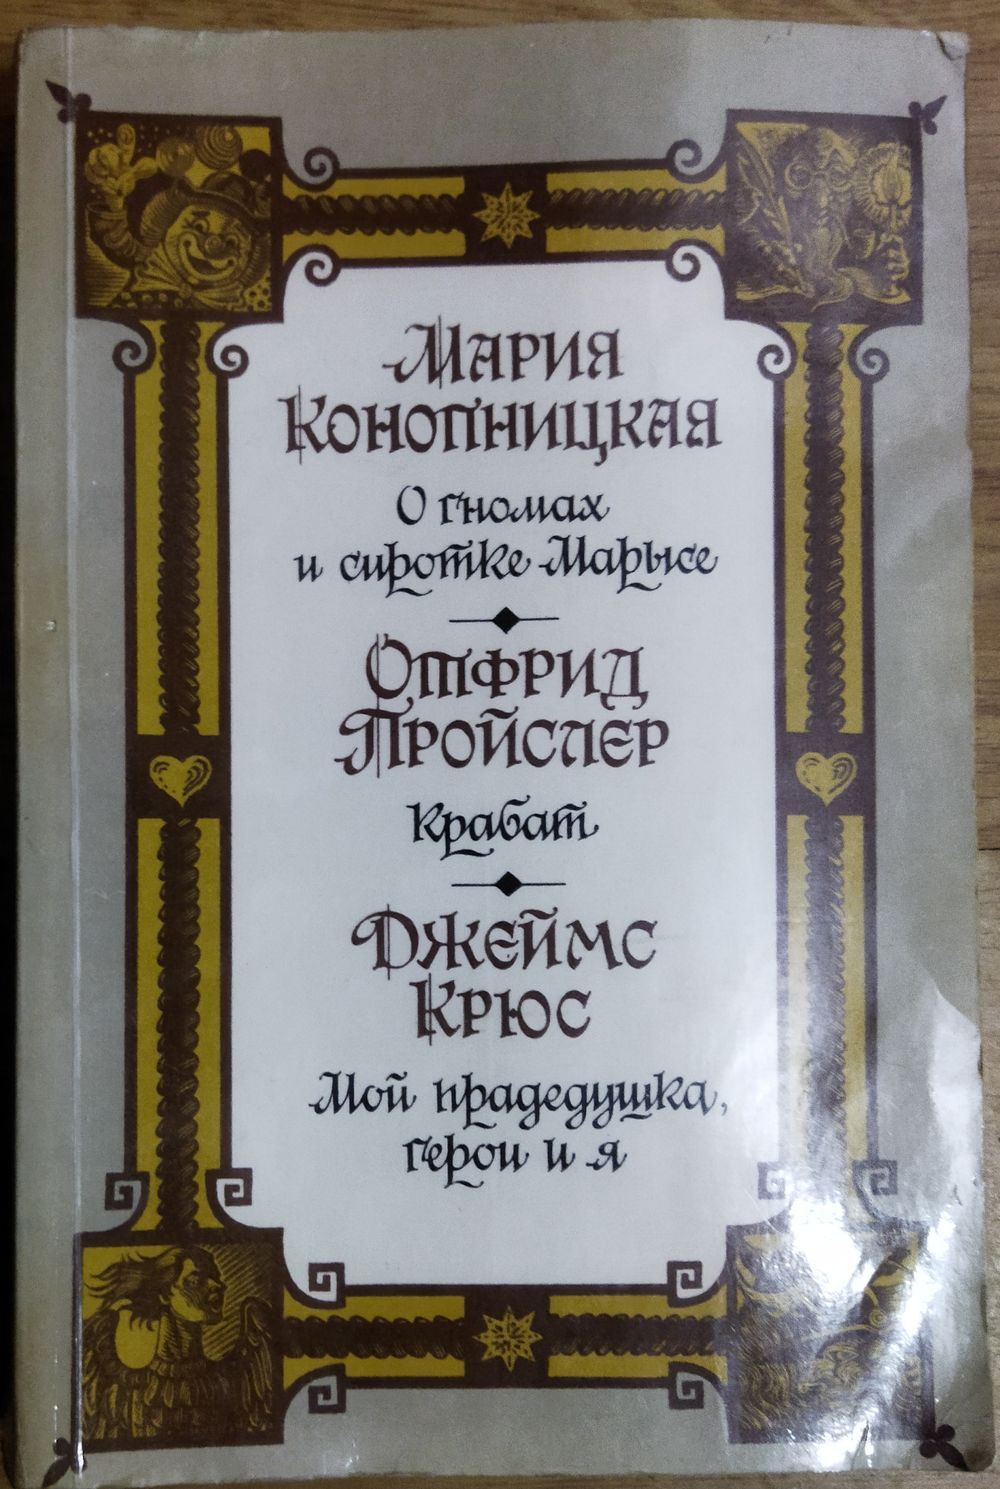 Мария
Конопницкая
О гномах
и сиротке Марысе
Отфрид
Пройслер
Крабат
Джеймс
Крюс
Мой прадедушка,
герои и я